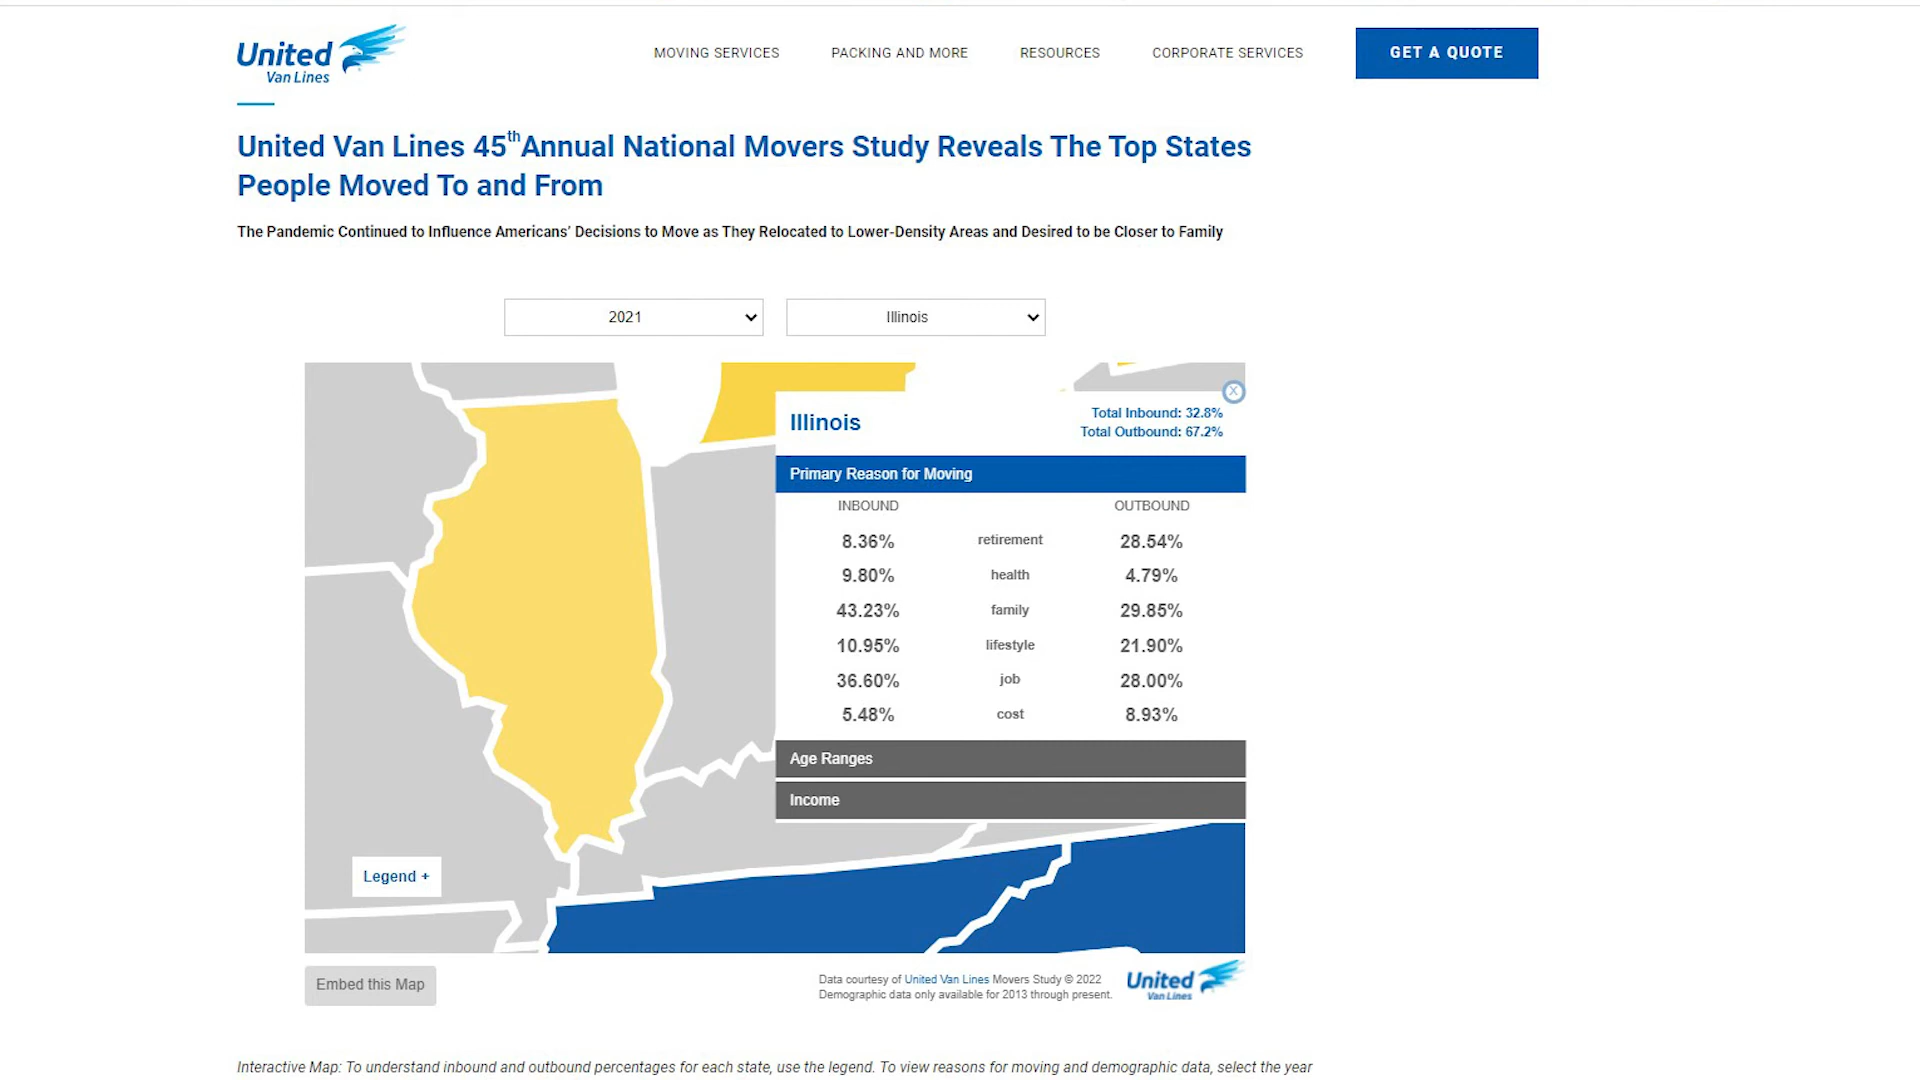 United
Van Lines
MOVING SERVICES
PACKING AND MORE
RESOURCES
CORPORATE SERVICES
GET A QUOTE
United Van Lines 45th Annual National Movers Study Reveals The Top States
People Moved To and From
The Pandemic Continued to Influence Americans' Decisions to Move as They Relocated to Lower-Density Areas and Desired to be Closer to Family
2021
Illinois
Illinois
Total Inbound: 32.8%
Total Outbound: 67.2%
X
Primary Reason for Moving
INBOUND OUTBOUND
8.36% retirement 28.54%
9.80% health 4.79%
43.23% family 29.85%
10.95% lifestyle 21.90%
36.60% job 28.00%
5.48% cost 8.93%
Age Ranges
Income
Legend +
Embed this Map
Data courtesy of United Van Lines Movers Study © 2022
Demographic data only available for 2013 through present.
United
Van Lines
Interactive Map: To understand inbound and outbound percentages for each state, use the legend. To view reasons for moving and demographic data, select the year